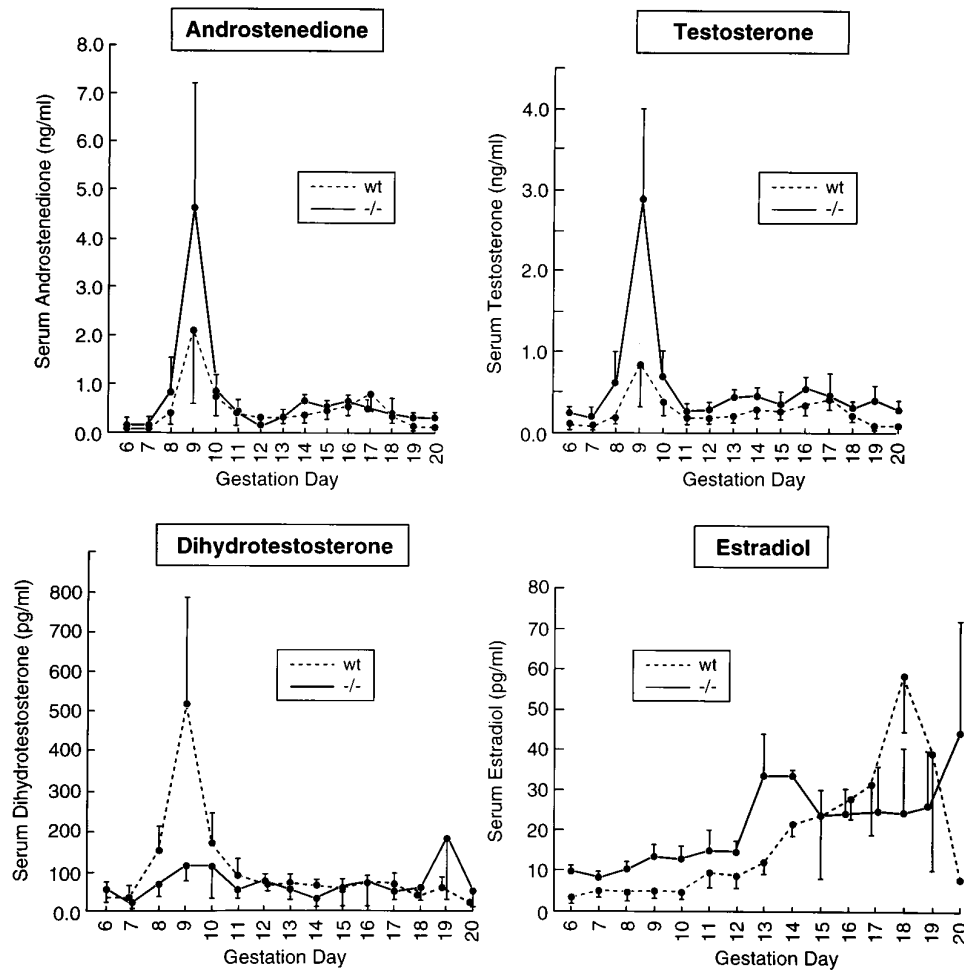 Androstenedione
Serum Androstenedione (ng/ml)
8.0
7.0
6.0
5.0
4.0
3.0
2.0
1.0
0.0
wt
-/-
6 7 8 9 10 11 12 13 14 15 16 17 18 19 20
Gestation Day
Testosterone
Serum Testosterone (ng/ml)
4.0
3.0
2.0
1.0
0.0
wt
-/-
6 7 8 9 10 11 12 13 14 15 16 17 18 19 20
Gestation Day
Dihydrotestosterone
Serum Dihydrotestosterone (pg/ml)
800
700
600
500
400
300
200
100
0.0
wt
-/-
6 7 8 9 10 11 12 13 14 15 16 17 18 19 20
Gestation Day
Estradiol
Serum Estradiol (pg/ml)
80
70
60
50
40
30
20
10
0
wt
-/-
6 7 8 9 10 11 12 13 14 15 16 17 18 19 20
Gestation Day